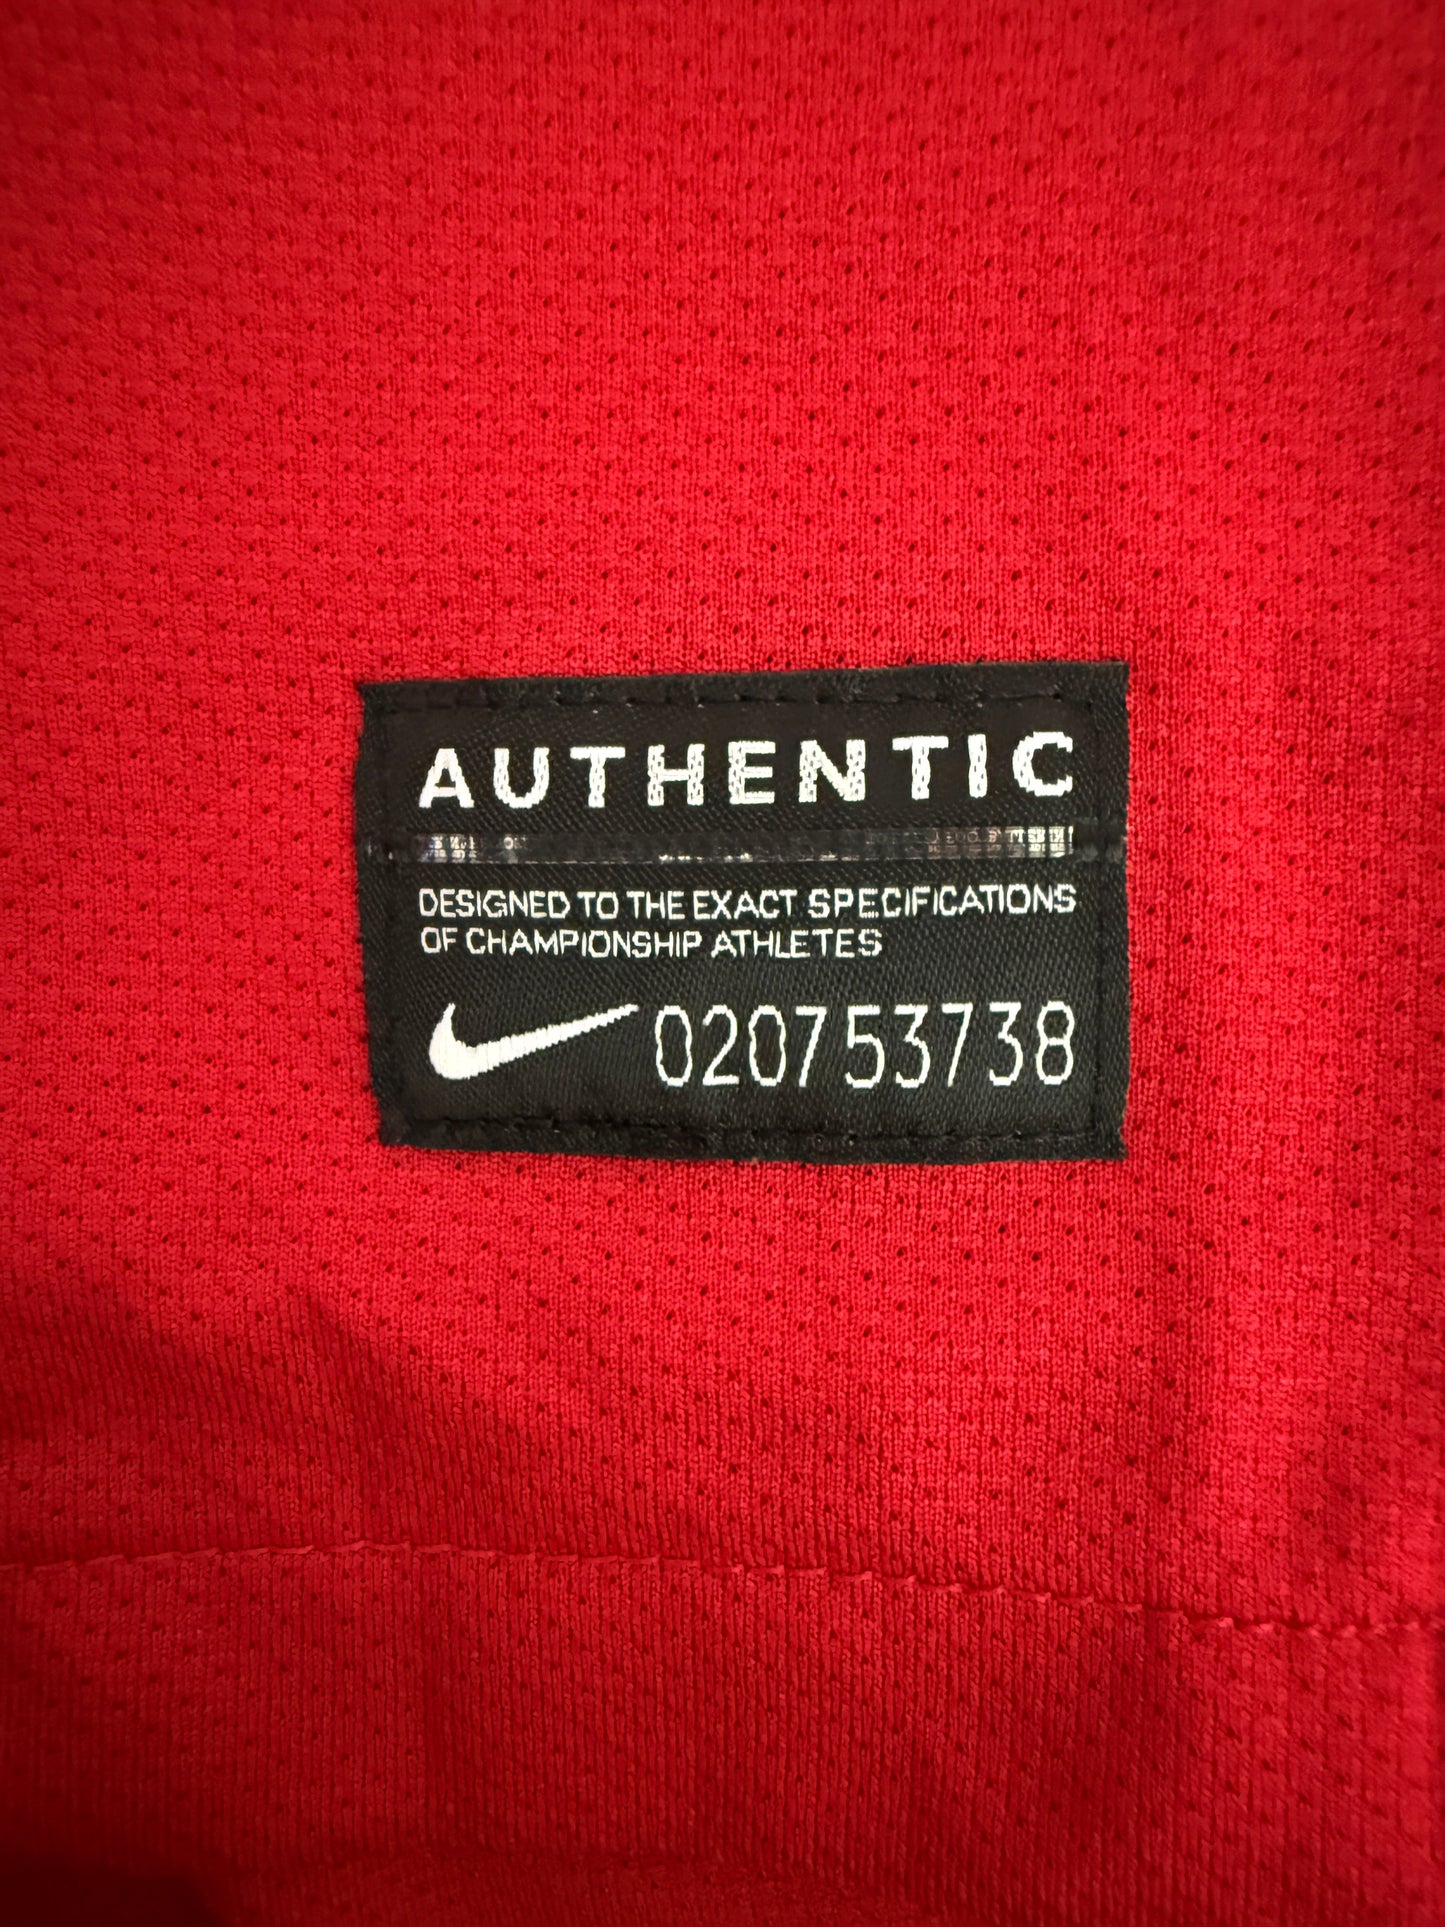 AUTHENTIC
DESIGNED TO THE EXACT SPECIFICATIONS
OF CHAMPIONSHIP ATHLETES
020753738